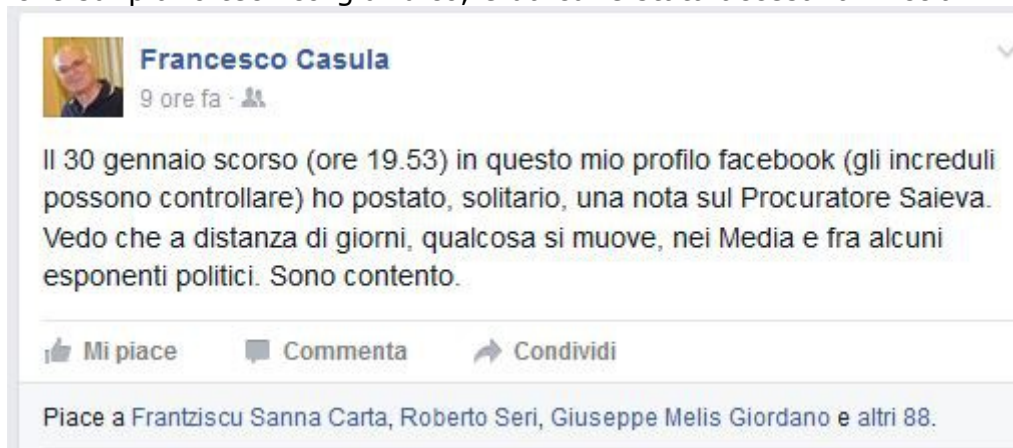 Francesco Casula
9 ore fa ·
Il 30 gennaio scorso (ore 19.53) in questo mio profilo facebook (gli increduli
possono controllare) ho postato, solitario, una nota sul Procuratore Saieva.
Vedo che a distanza di giorni, qualcosa si muove, nei Media e fra alcuni
esponenti politici. Sono contento.
Mi piace Commenta Condividi
Piace a Frantziscu Sanna Carta, Roberto Seri, Giuseppe Melis Giordano e altri 88.